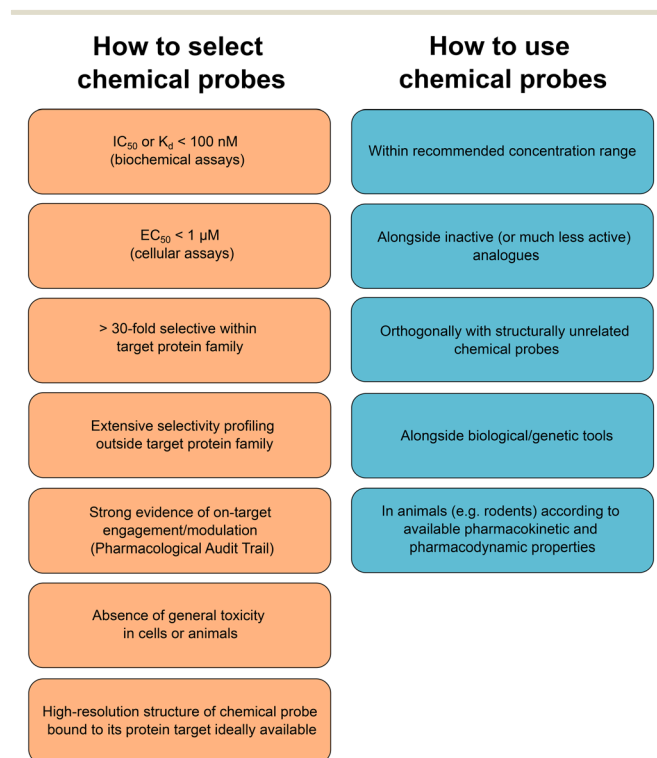 How to select
chemical probes
IC₅₀ or K_d < 100 nM
(biochemical assays)
EC₅₀ < 1 µM
(cellular assays)
> 30-fold selective within
target protein family
Extensive selectivity profiling
outside target protein family
Strong evidence of on-target
engagement/modulation
(Pharmacological Audit Trail)
Absence of general toxicity
in cells or animals
High-resolution structure of chemical probe
bound to its protein target ideally available
How to use
chemical probes
Within recommended concentration range
Alongside inactive (or much less active)
analogues
Orthogonally with structurally unrelated
chemical probes
Alongside biological/genetic tools
In animals (e.g. rodents) according to
available pharmacokinetic and
pharmacodynamic properties